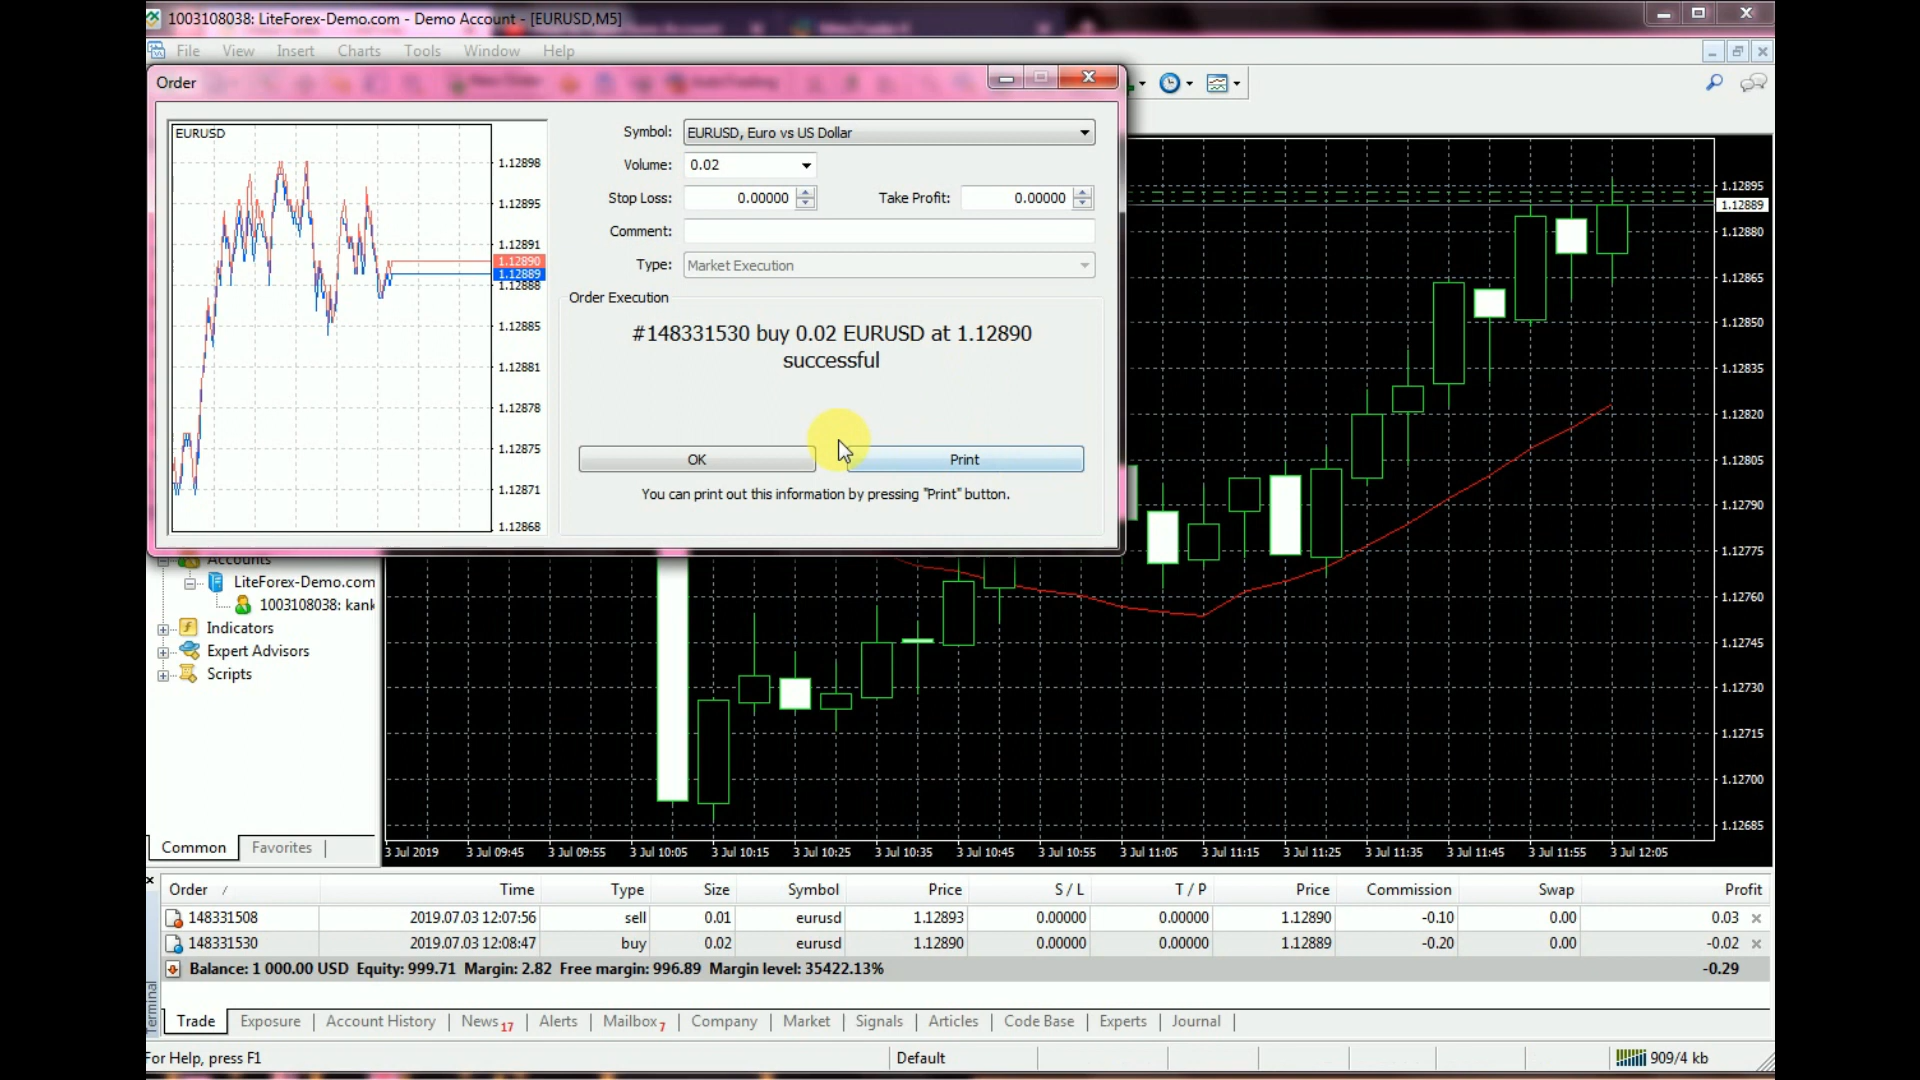 1003108038: LiteForex-Demo.com - Demo Account - [EURUSD,M5]
File View Insert Charts Tools Window Help
Order
EURUSD
1.12898
1.12895
1.12891
1.12890
1.12889
1.12888
1.12885
1.12881
1.12878
1.12875
1.12871
1.12868
Symbol: EURUSD, Euro vs US Dollar
Volume: 0.02
Stop Loss: 0.00000 Take Profit: 0.00000
Comment:
Type: Market Execution
Order Execution
#148331530 buy 0.02 EURUSD at 1.12890
successful
OK Print
You can print out this information by pressing "Print" button.
1.12895
1.12889
1.12880
1.12865
1.12850
1.12835
1.12820
1.12805
1.12790
1.12775
1.12760
1.12745
1.12730
1.12715
1.12700
1.12685
Accounts
LiteForex-Demo.com
1003108038: kank
Indicators
Expert Advisors
Scripts
Common Favorites
3 Jul 2019 3 Jul 09:45 3 Jul 09:55 3 Jul 10:05 3 Jul 10:15 3 Jul 10:25 3 Jul 10:35 3 Jul 10:45 3 Jul 10:55 3 Jul 11:05 3 Jul 11:15 3 Jul 11:25 3 Jul 11:35 3 Jul 11:45 3 Jul 11:55 3 Jul 12:05
Order / Time Type Size Symbol Price S / L T / P Price Commission Swap Profit
148331508 2019.07.03 12:07:56 sell 0.01 eurusd 1.12893 0.00000 0.00000 1.12890 -0.10 0.00 0.03
148331530 2019.07.03 12:08:47 buy 0.02 eurusd 1.12890 0.00000 0.00000 1.12889 -0.20 0.00 -0.02
Balance: 1 000.00 USD Equity: 999.71 Margin: 2.82 Free margin: 996.89 Margin level: 35422.13% -0.29
Terminal
Trade Exposure Account History News 17 Alerts Mailbox 7 Company Market Signals Articles Code Base Experts Journal
For Help, press F1 Default 909/4 kb